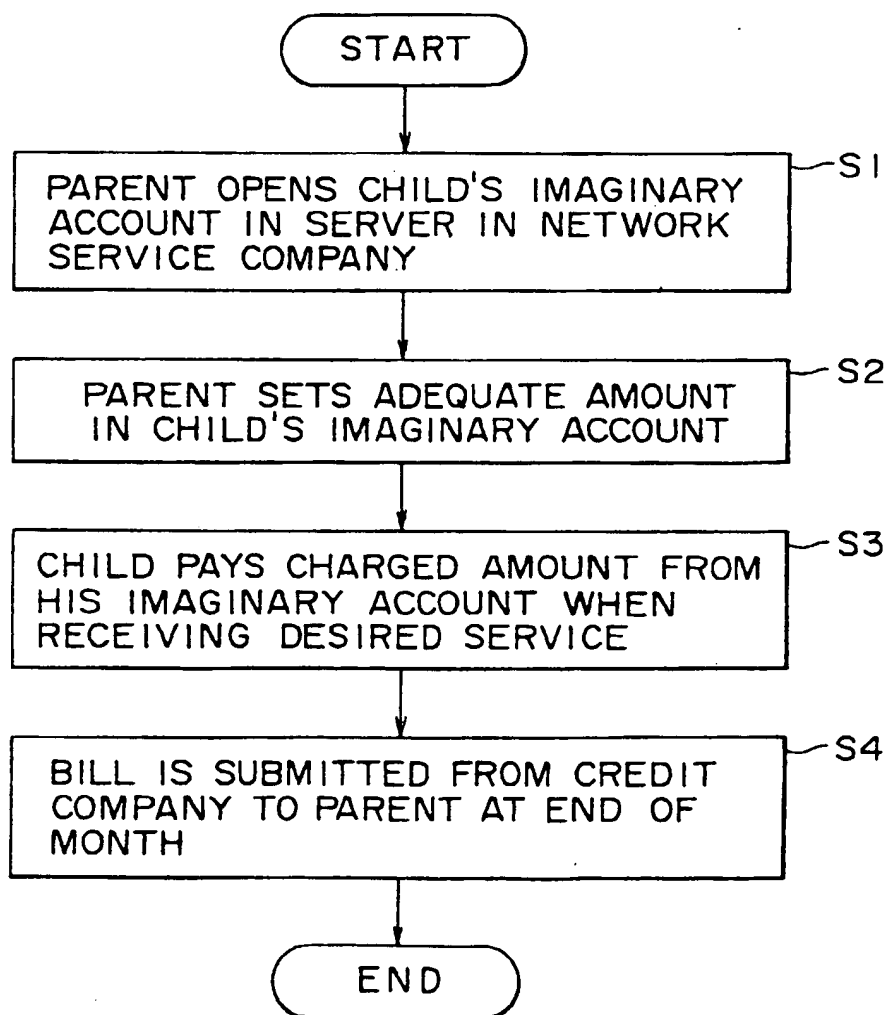 START
PARENT OPENS CHILD'S IMAGINARY
ACCOUNT IN SERVER IN NETWORK
SERVICE COMPANY
S1
PARENT SETS ADEQUATE AMOUNT
IN CHILD'S IMAGINARY ACCOUNT
S2
CHILD PAYS CHARGED AMOUNT FROM
HIS IMAGINARY ACCOUNT WHEN
RECEIVING DESIRED SERVICE
S3
BILL IS SUBMITTED FROM CREDIT
COMPANY TO PARENT AT END OF
MONTH
S4
END